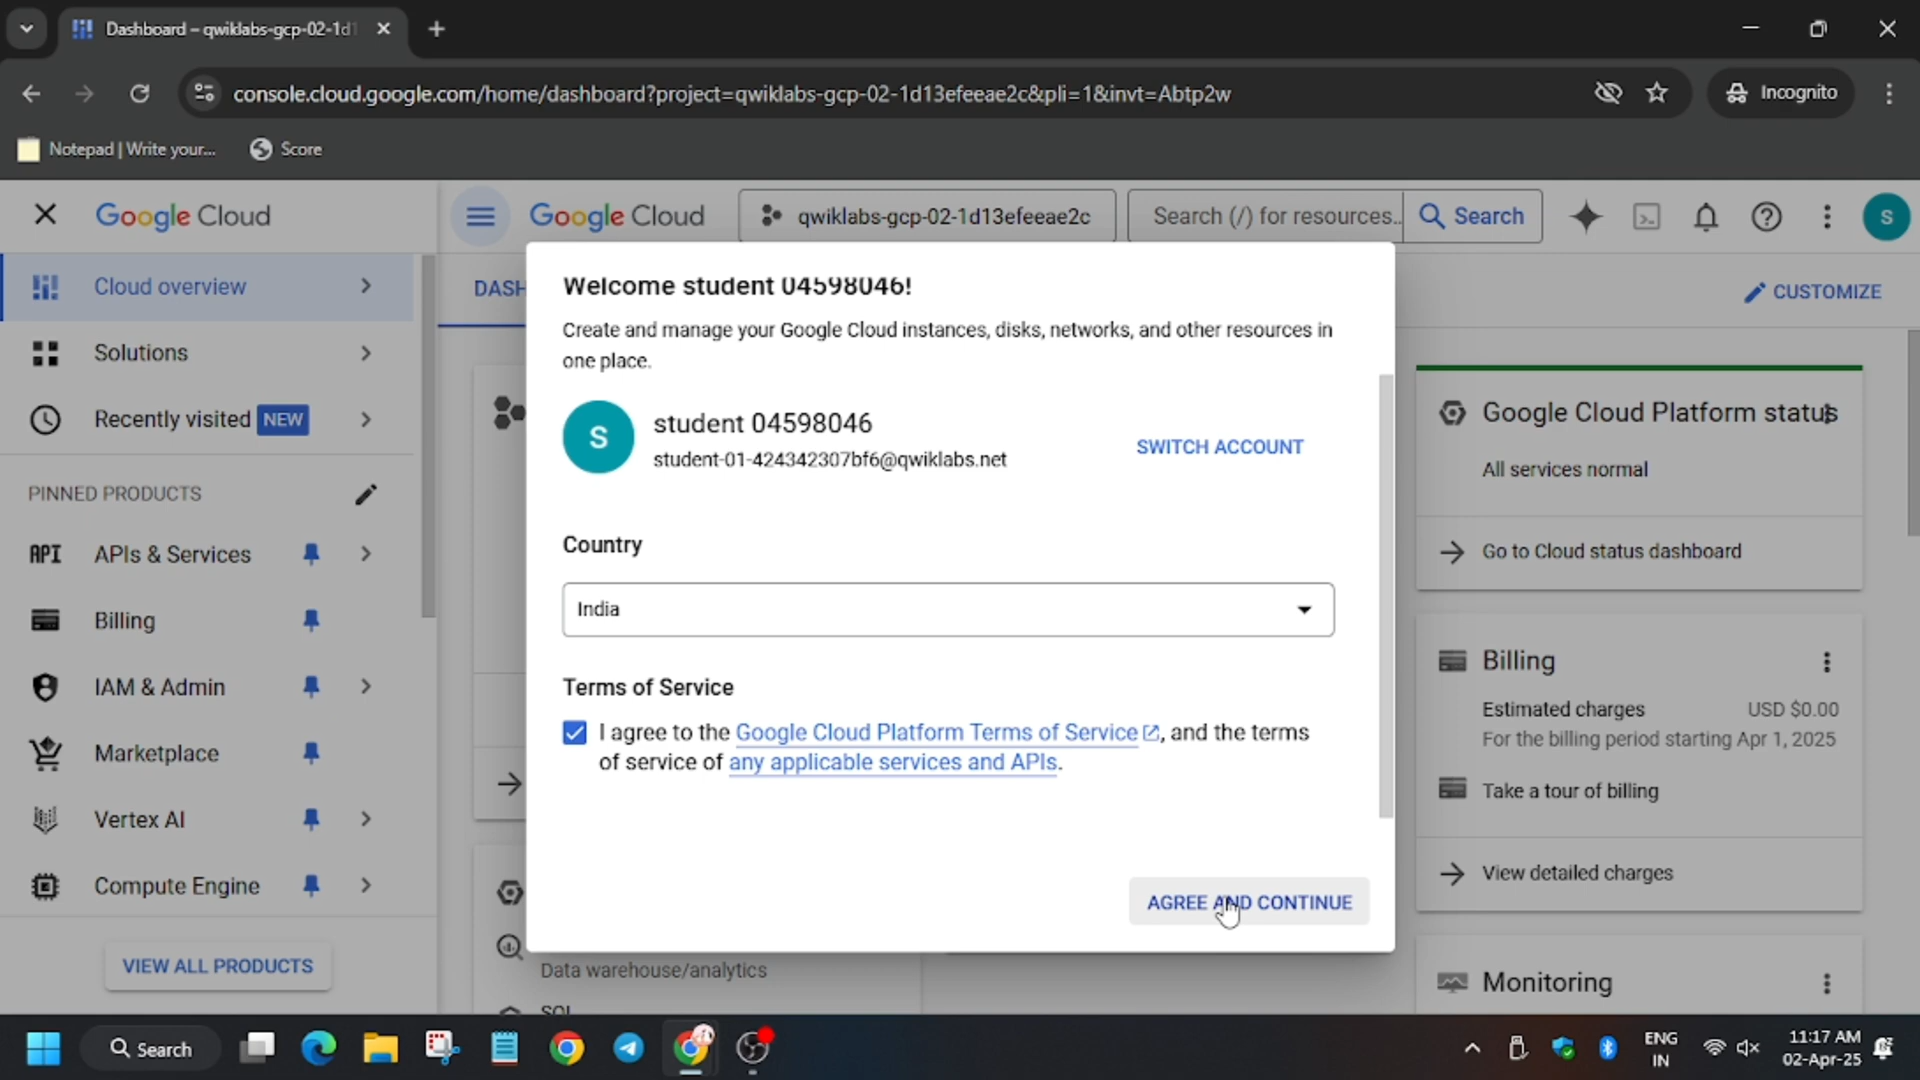 Dashboard – qwiklabs-gcp-02-1d1
console.cloud.google.com/home/dashboard?project=qwiklabs-gcp-02-1d13efeeae2c&pli=1&invt=Abtp2w
Incognito
Notepad | Write your...
Score
Google Cloud
Google Cloud
qwiklabs-gcp-02-1d13efeeae2c
Search (/) for resources...
Search
S
Cloud overview
Solutions
Recently visited NEW
PINNED PRODUCTS
API APIs & Services
Billing
IAM & Admin
Marketplace
Vertex AI
Compute Engine
VIEW ALL PRODUCTS
DASH
CUSTOMIZE
Welcome student 04598046!
Create and manage your Google Cloud instances, disks, networks, and other resources in
one place.
S
student 04598046
student-01-424342307bf6@qwiklabs.net
SWITCH ACCOUNT
Country
India
Terms of Service
I agree to the Google Cloud Platform Terms of Service, and the terms
of service of any applicable services and APIs.
AGREE AND CONTINUE
Data warehouse/analytics
SQL
Google Cloud Platform status
All services normal
Go to Cloud status dashboard
Billing
Estimated charges USD $0.00
For the billing period starting Apr 1, 2025
Take a tour of billing
View detailed charges
Monitoring
Search
ENG
IN
11:17 AM
02-Apr-25